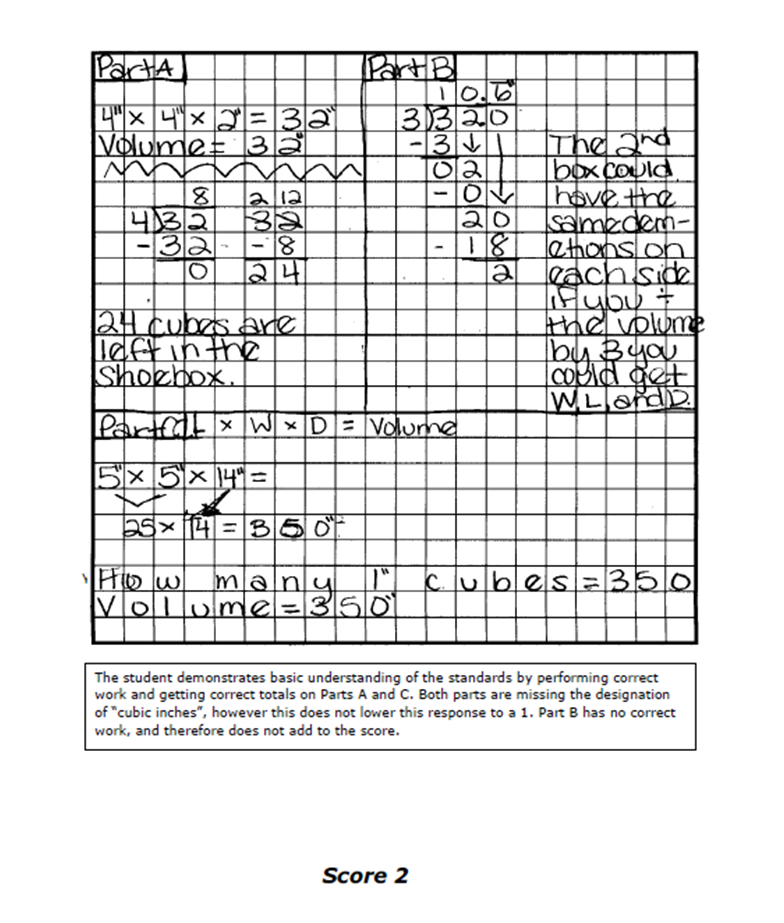 Part A
4" x 4" x 2" = 32"
Volume = 32"
8 2 12
4)32 32
- 32 - 8
0 24
24 cubes are
left in the
Shoebox.
Part B
10.6"
3)320
- 3
02
- 0
20
- 18
2
The 2nd
box could
have the
same dem-
etions on
each side
if you ÷
the volume
by 3 you
could get
W, L, and D.
Part C L x W x D = Volume
5" x 5" x 14" =
25 x 14 = 350"
How many 1" cubes = 350
Volume = 350"
The student demonstrates basic understanding of the standards by performing correct
work and getting correct totals on Parts A and C. Both parts are missing the designation
of "cubic inches", however this does not lower this response to a 1. Part B has no correct
work, and therefore does not add to the score.
Score 2